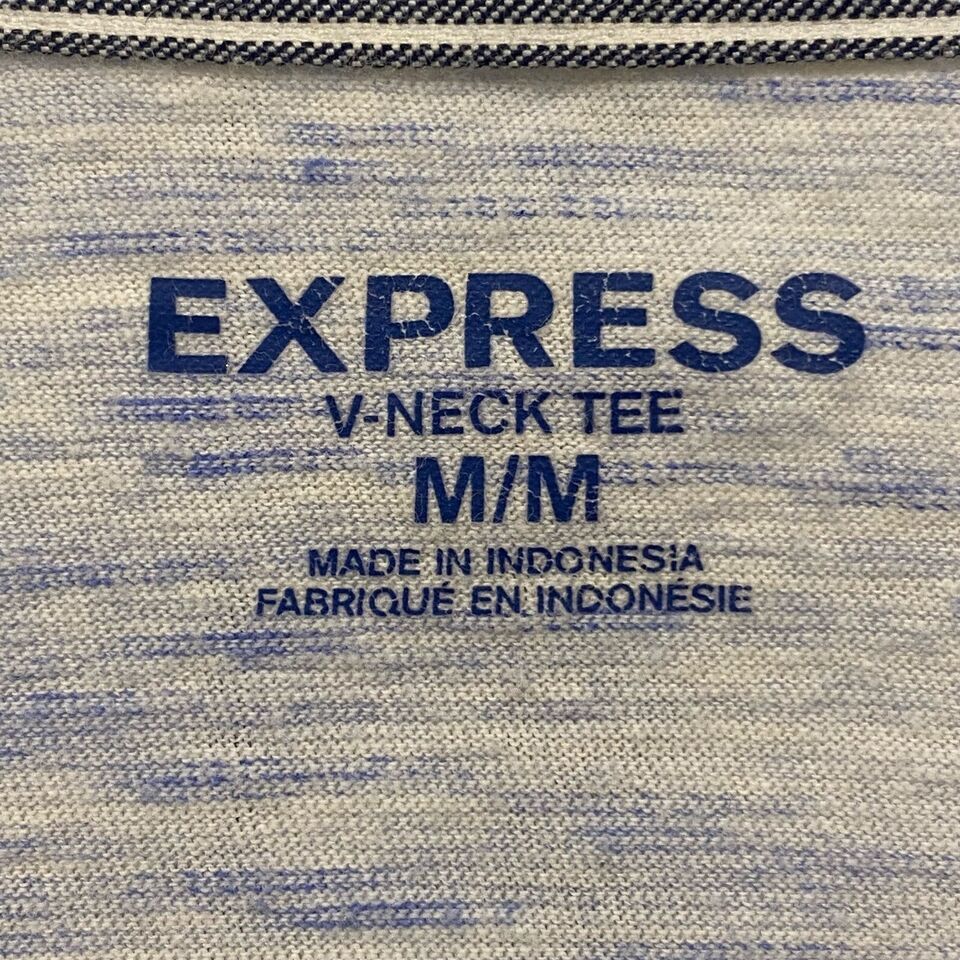 EXPRESS
V-NECK TEE
M/M
MADE IN INDONESIA
FABRIQUÉ EN INDONÉSIE